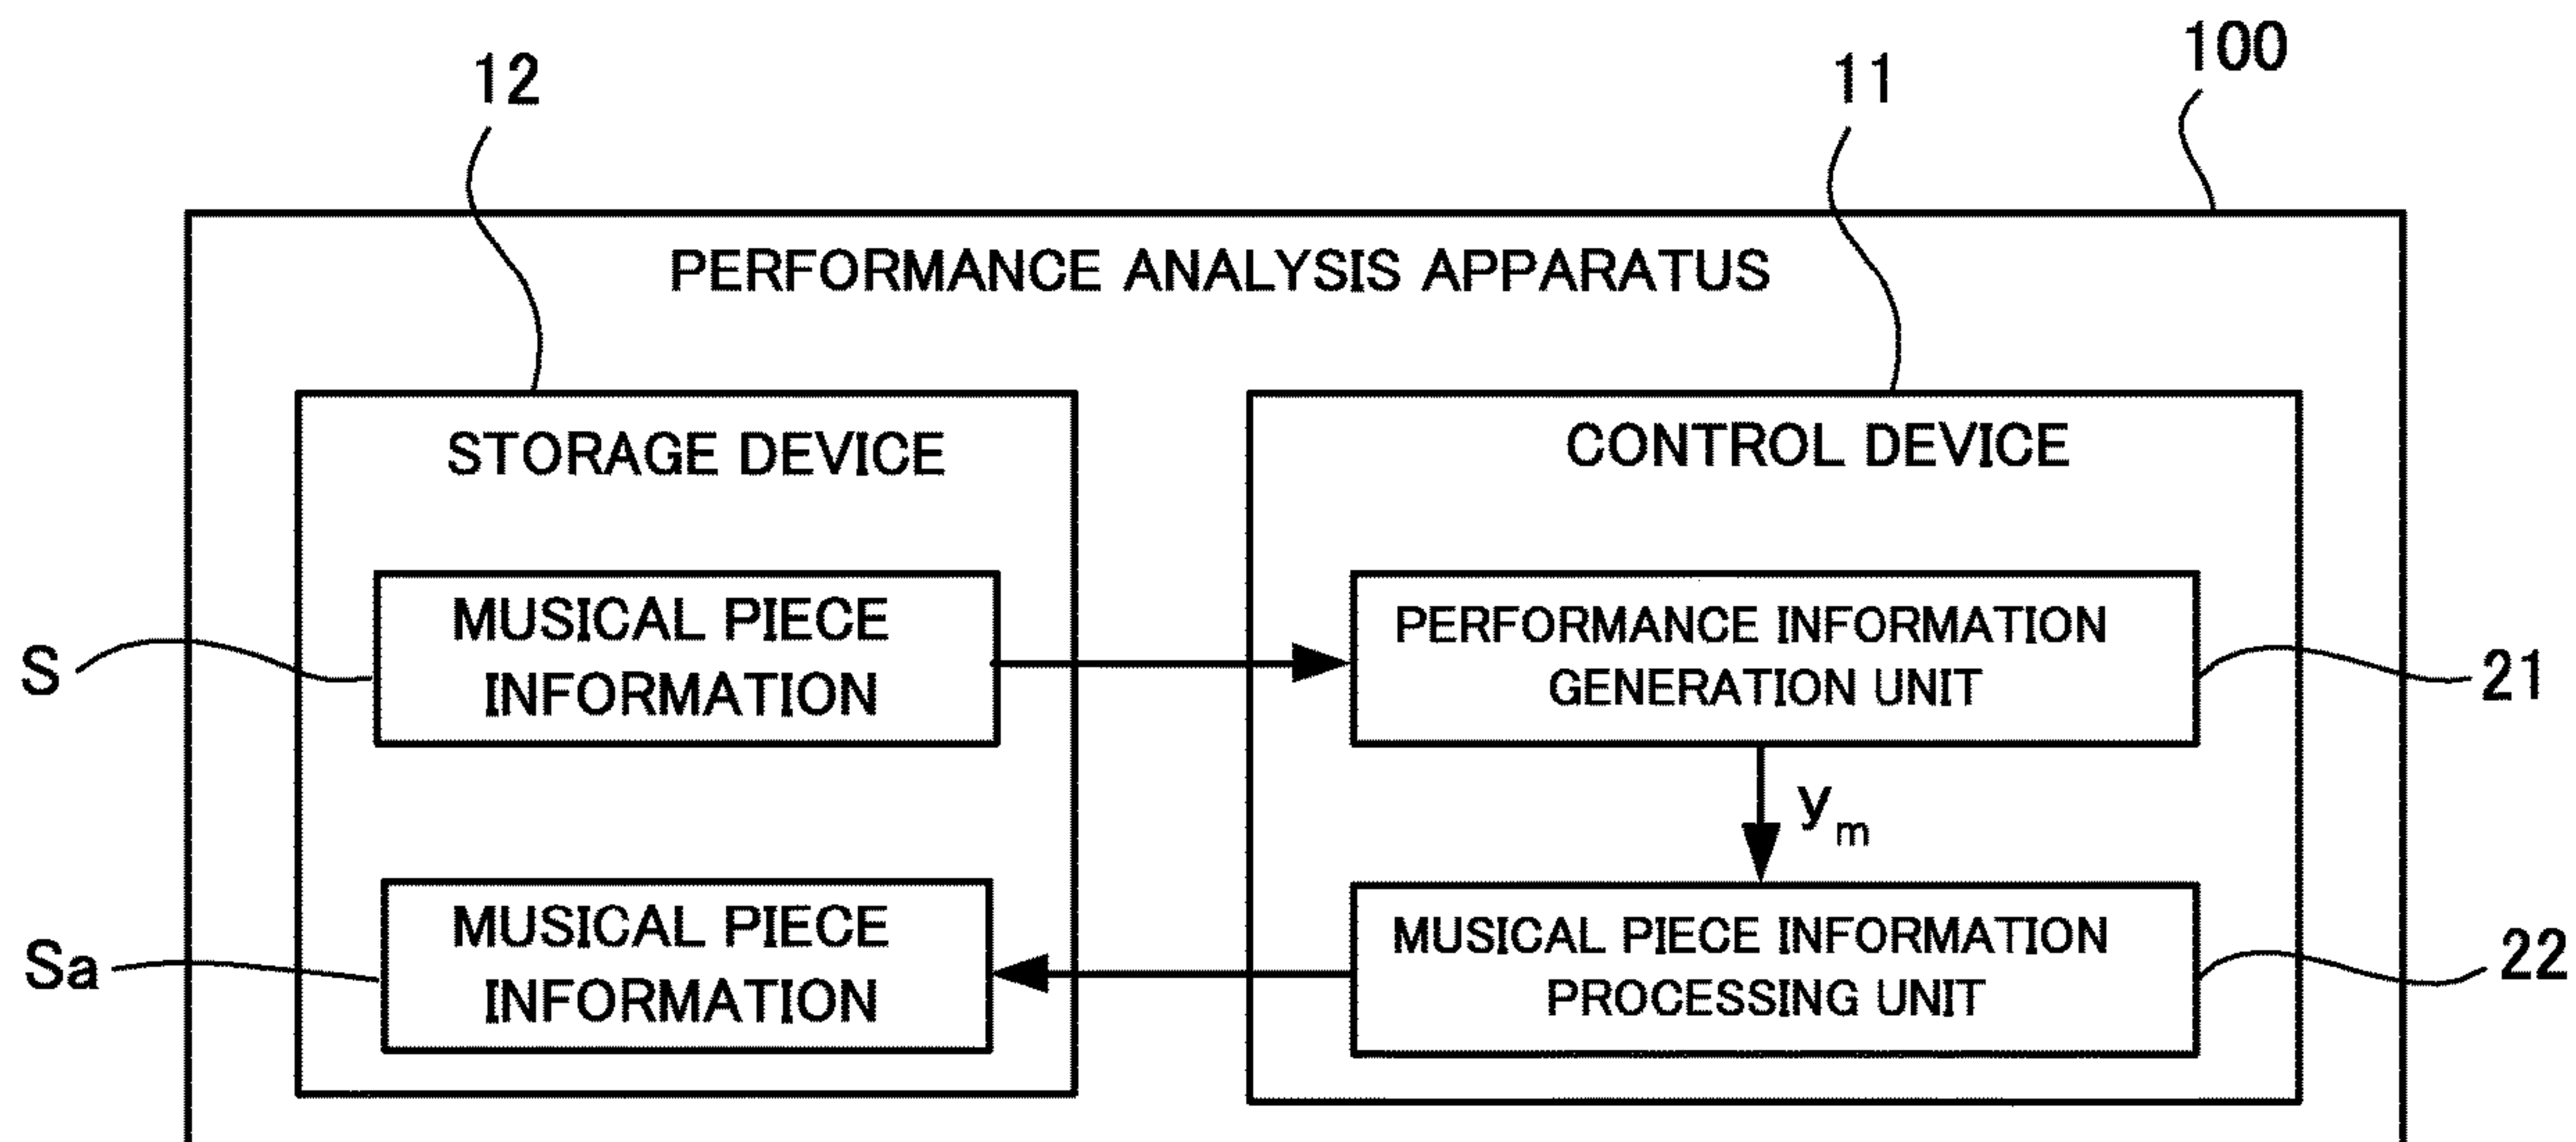 100
12
11
PERFORMANCE ANALYSIS APPARATUS
STORAGE DEVICE
CONTROL DEVICE
S
MUSICAL PIECE
INFORMATION
PERFORMANCE INFORMATION
GENERATION UNIT
21
ym
Sa
MUSICAL PIECE
INFORMATION
MUSICAL PIECE INFORMATION
PROCESSING UNIT
22